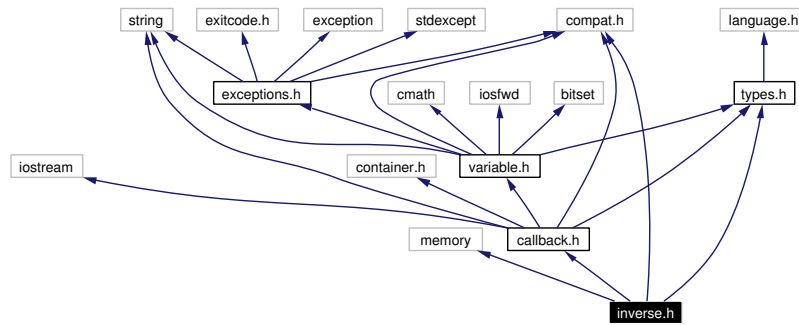 string
exitcode.h
exception
stdexcept
compat.h
language.h
exceptions.h
cmath
iosfwd
bitset
types.h
iostream
container.h
variable.h
memory
callback.h
inverse.h